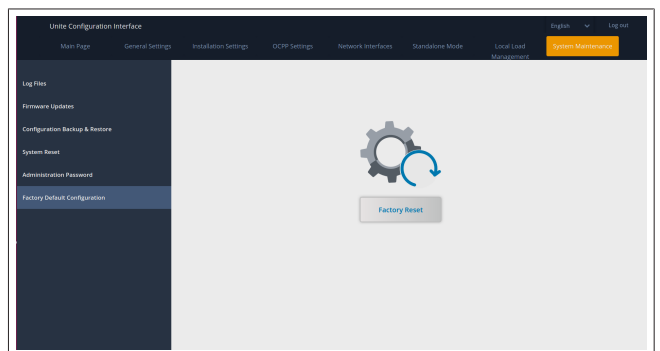 Unite Configuration Interface
English
Log out
Main Page
General Settings
Installation Settings
OCPP Settings
Network Interfaces
Standalone Mode
Local Load
Management
System Maintenance
Log Files
Firmware Updates
Configuration Backup & Restore
System Reset
Administration Password
Factory Default Configuration
Factory Reset